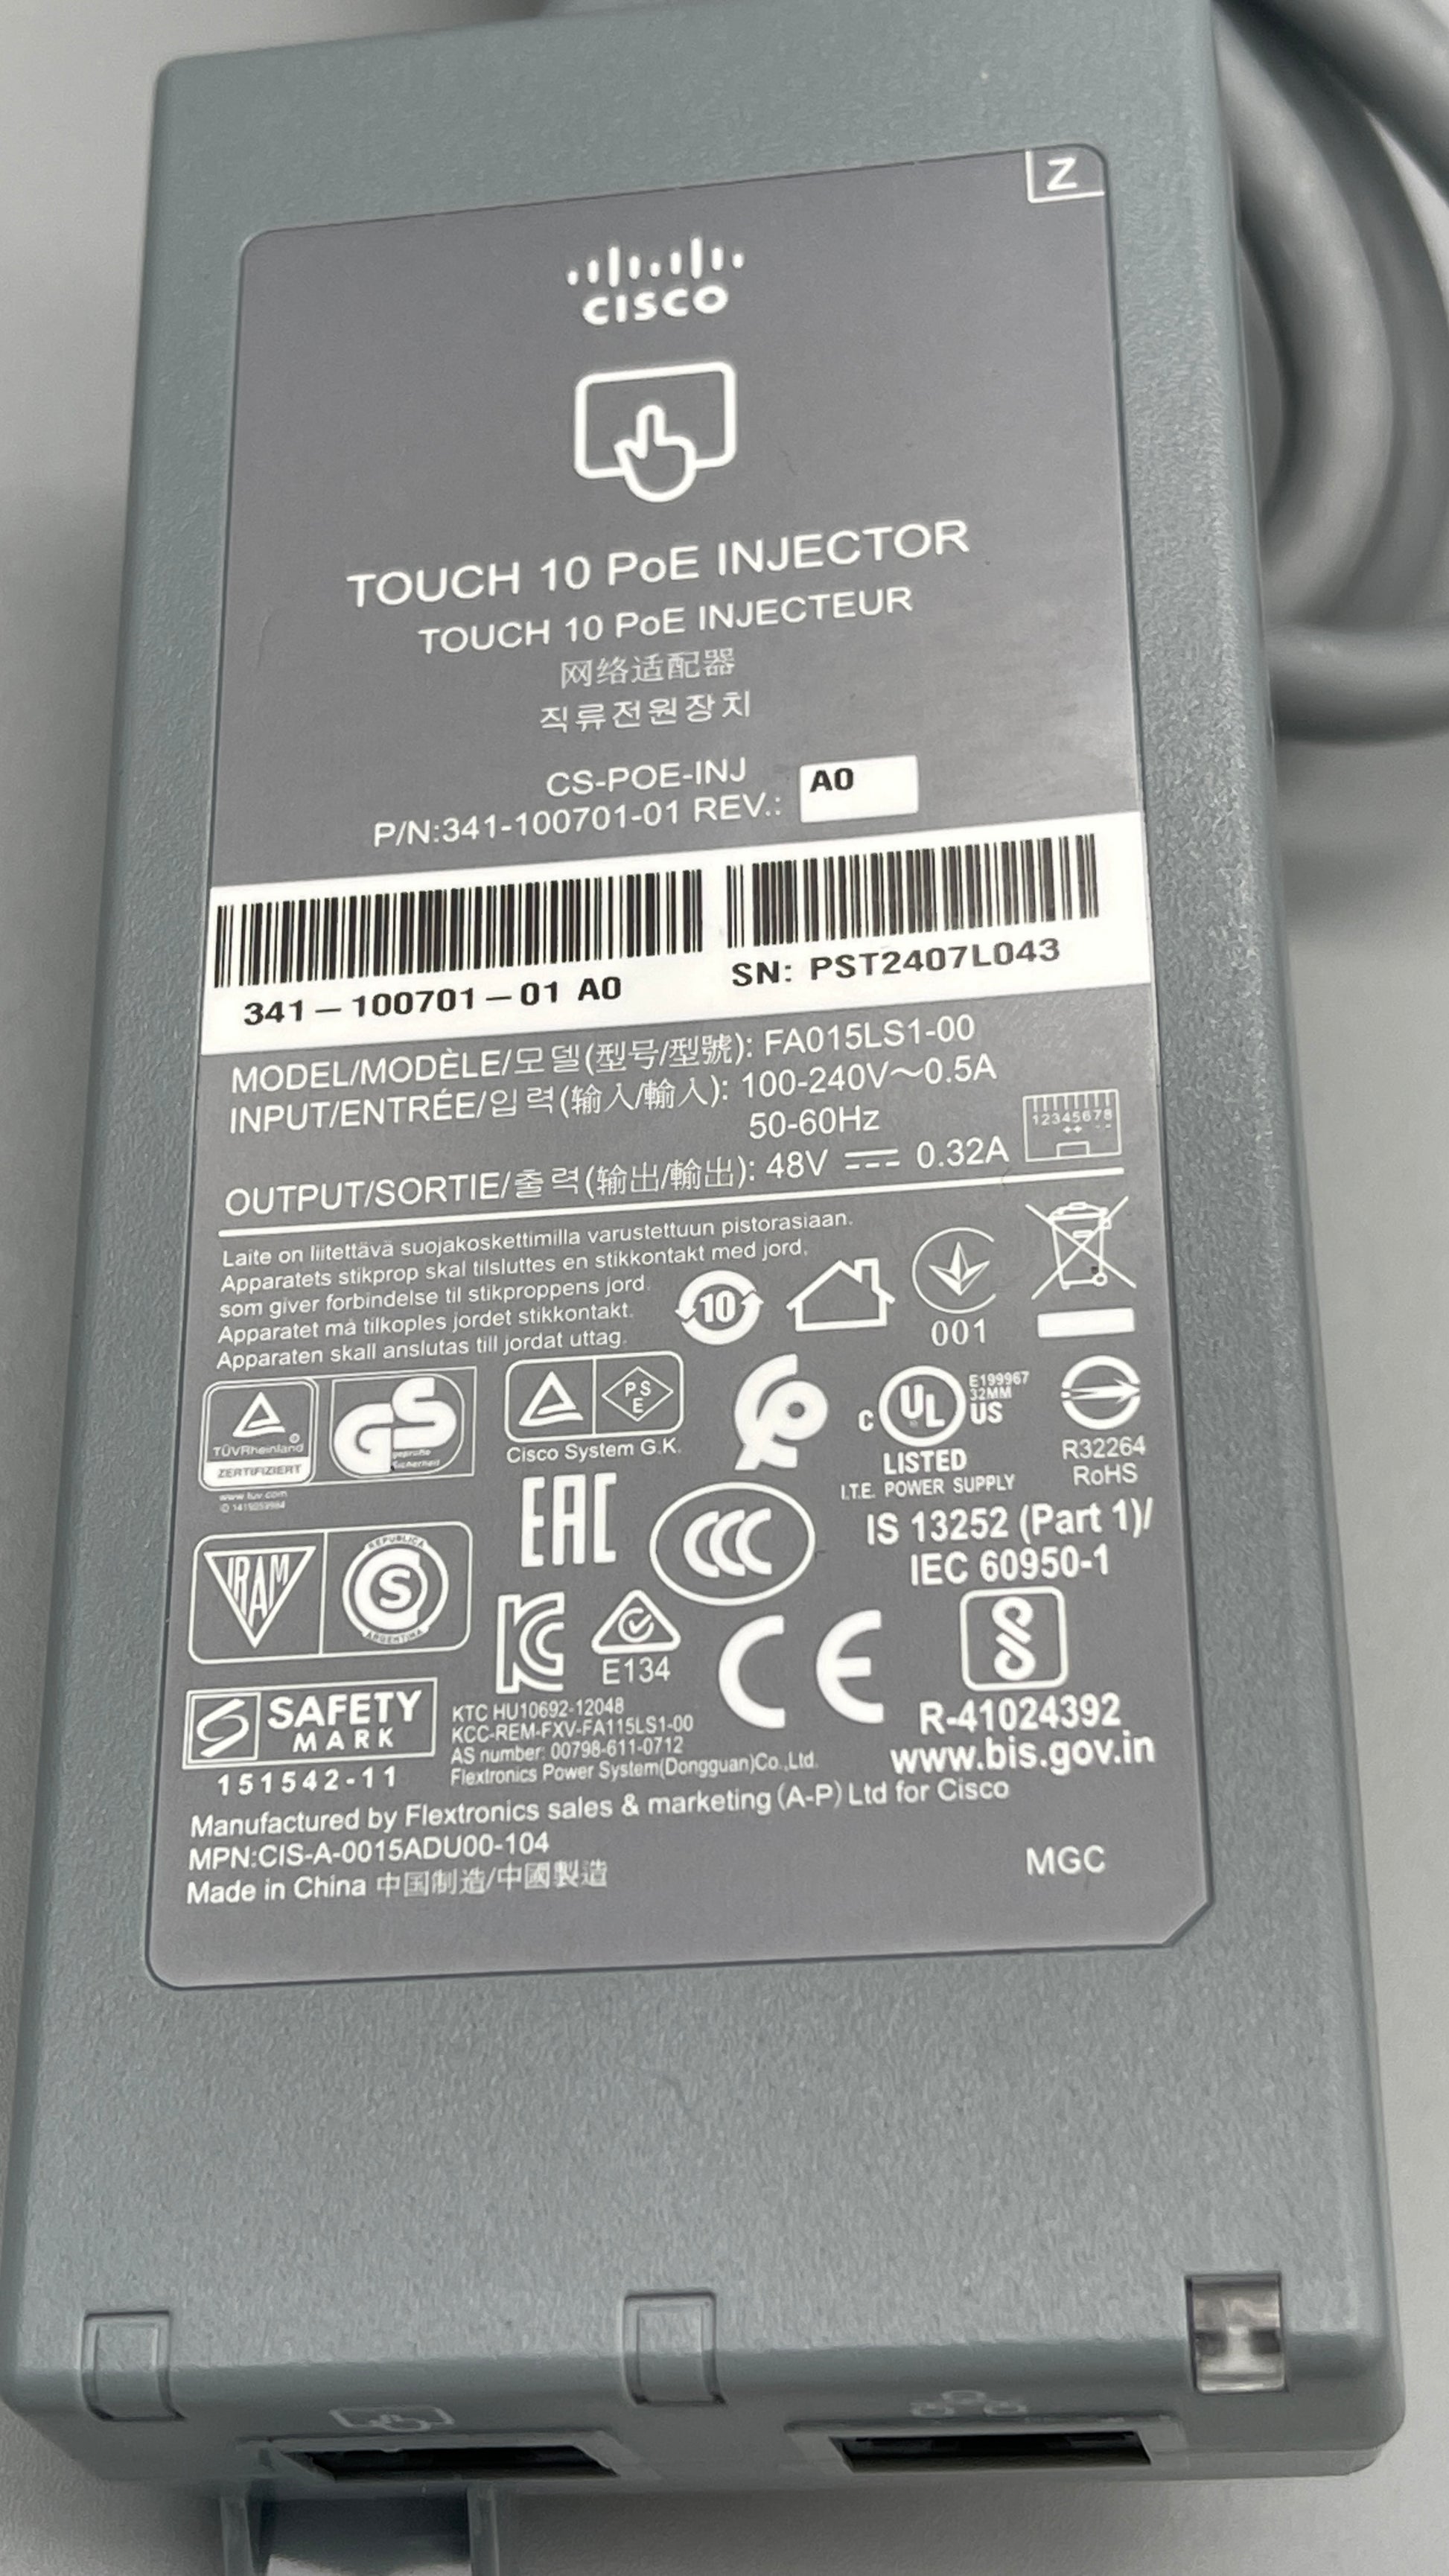 Z
CISCO
TOUCH 10 PoE INJECTOR
TOUCH 10 PoE INJECTEUR
网络适配器
직류전원장치
CS-POE-INJ
P/N:341-100701-01 REV.: A0
341-100701-01 A0
SN: PST2407L043
MODEL/MODÈLE/모델(型号/型號): FA015LS1-00
INPUT/ENTRÉE/입력(输入/輸入): 100-240V～0.5A
50-60Hz
12345678
++ --
OUTPUT/SORTIE/출력(输出/輸出): 48V ⎓ 0.32A
Laite on liitettävä suojakoskettimilla varustettuun pistorasiaan.
Apparatets stikprop skal tilsluttes en stikkontakt med jord,
som giver forbindelse til stikproppens jord.
Apparatet må tilkoples jordet stikkontakt.
Apparaten skall anslutas till jordat uttag.
10
001
TÜVRheinland
ZERTIFIZIERT
www.tuv.com
GS
geprüfte
Sicherheit
PS
E
Cisco System G.K.
c UL US
E199967
32MM
LISTED
I.T.E. POWER SUPPLY
R32264
RoHS
IRAM
REPUBLICA
S
ARGENTINA
EAC
CCC
IS 13252 (Part 1)/
IEC 60950-1
KC
E134
CE
R-41024392
www.bis.gov.in
SAFETY
MARK
151542-11
KTC HU10692-12048
KCC-REM-FXV-FA115LS1-00
AS number: 00798-611-0712
Flextronics Power System(Dongguan)Co.,Ltd.
Manufactured by Flextronics sales & marketing (A-P) Ltd for Cisco
MPN:CIS-A-0015ADU00-104
Made in China 中国制造/中國製造
MGC